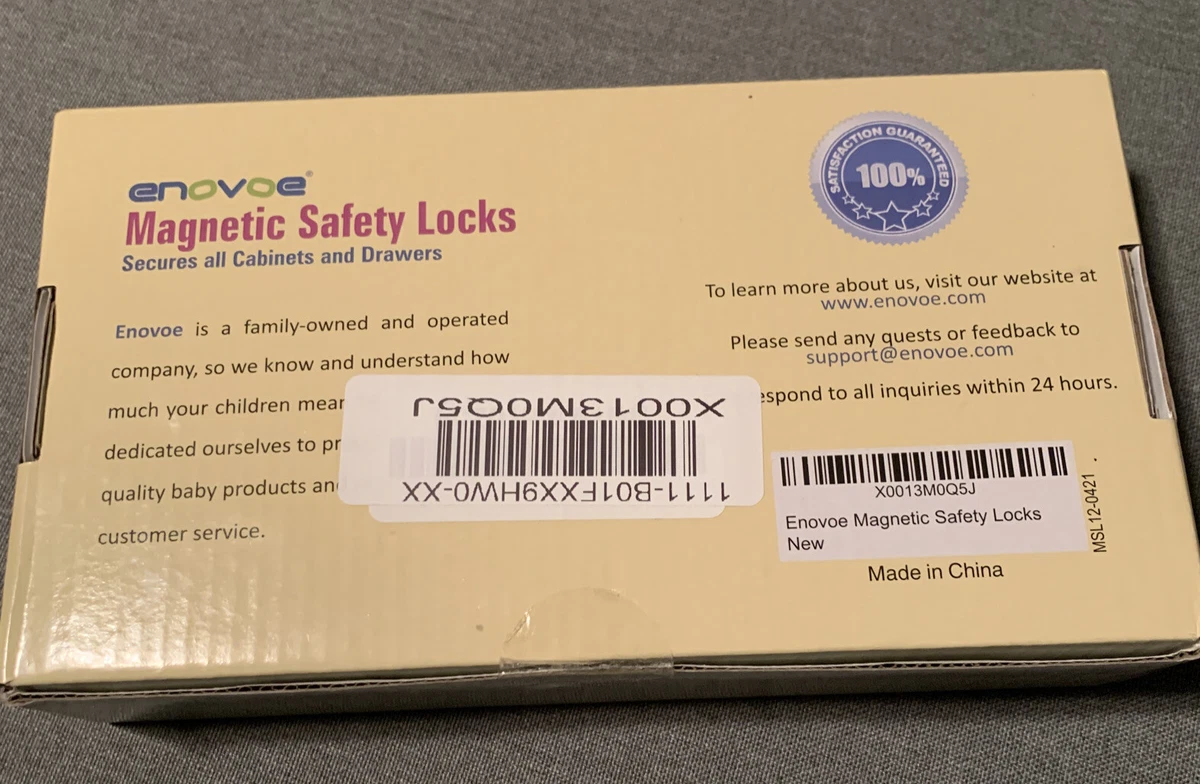 enovoe®
Magnetic Safety Locks
Secures all Cabinets and Drawers
Enovoe is a family-owned and operated
company, so we know and understand how
much your children
dedicated ourselves to
quality baby products
customer service.
SATISFACTION GUARANTEED
100%
To learn more about us, visit our website at
www.enovoe.com
Please send any quests or feedback to
support@enovoe.com
to all inquiries within 24 hours.
X0013M0Q5J
1111-B01FXX9HW0-XX
X0013M0Q5J
Enovoe Magnetic Safety Locks
New
MSL12-0421
Made in China